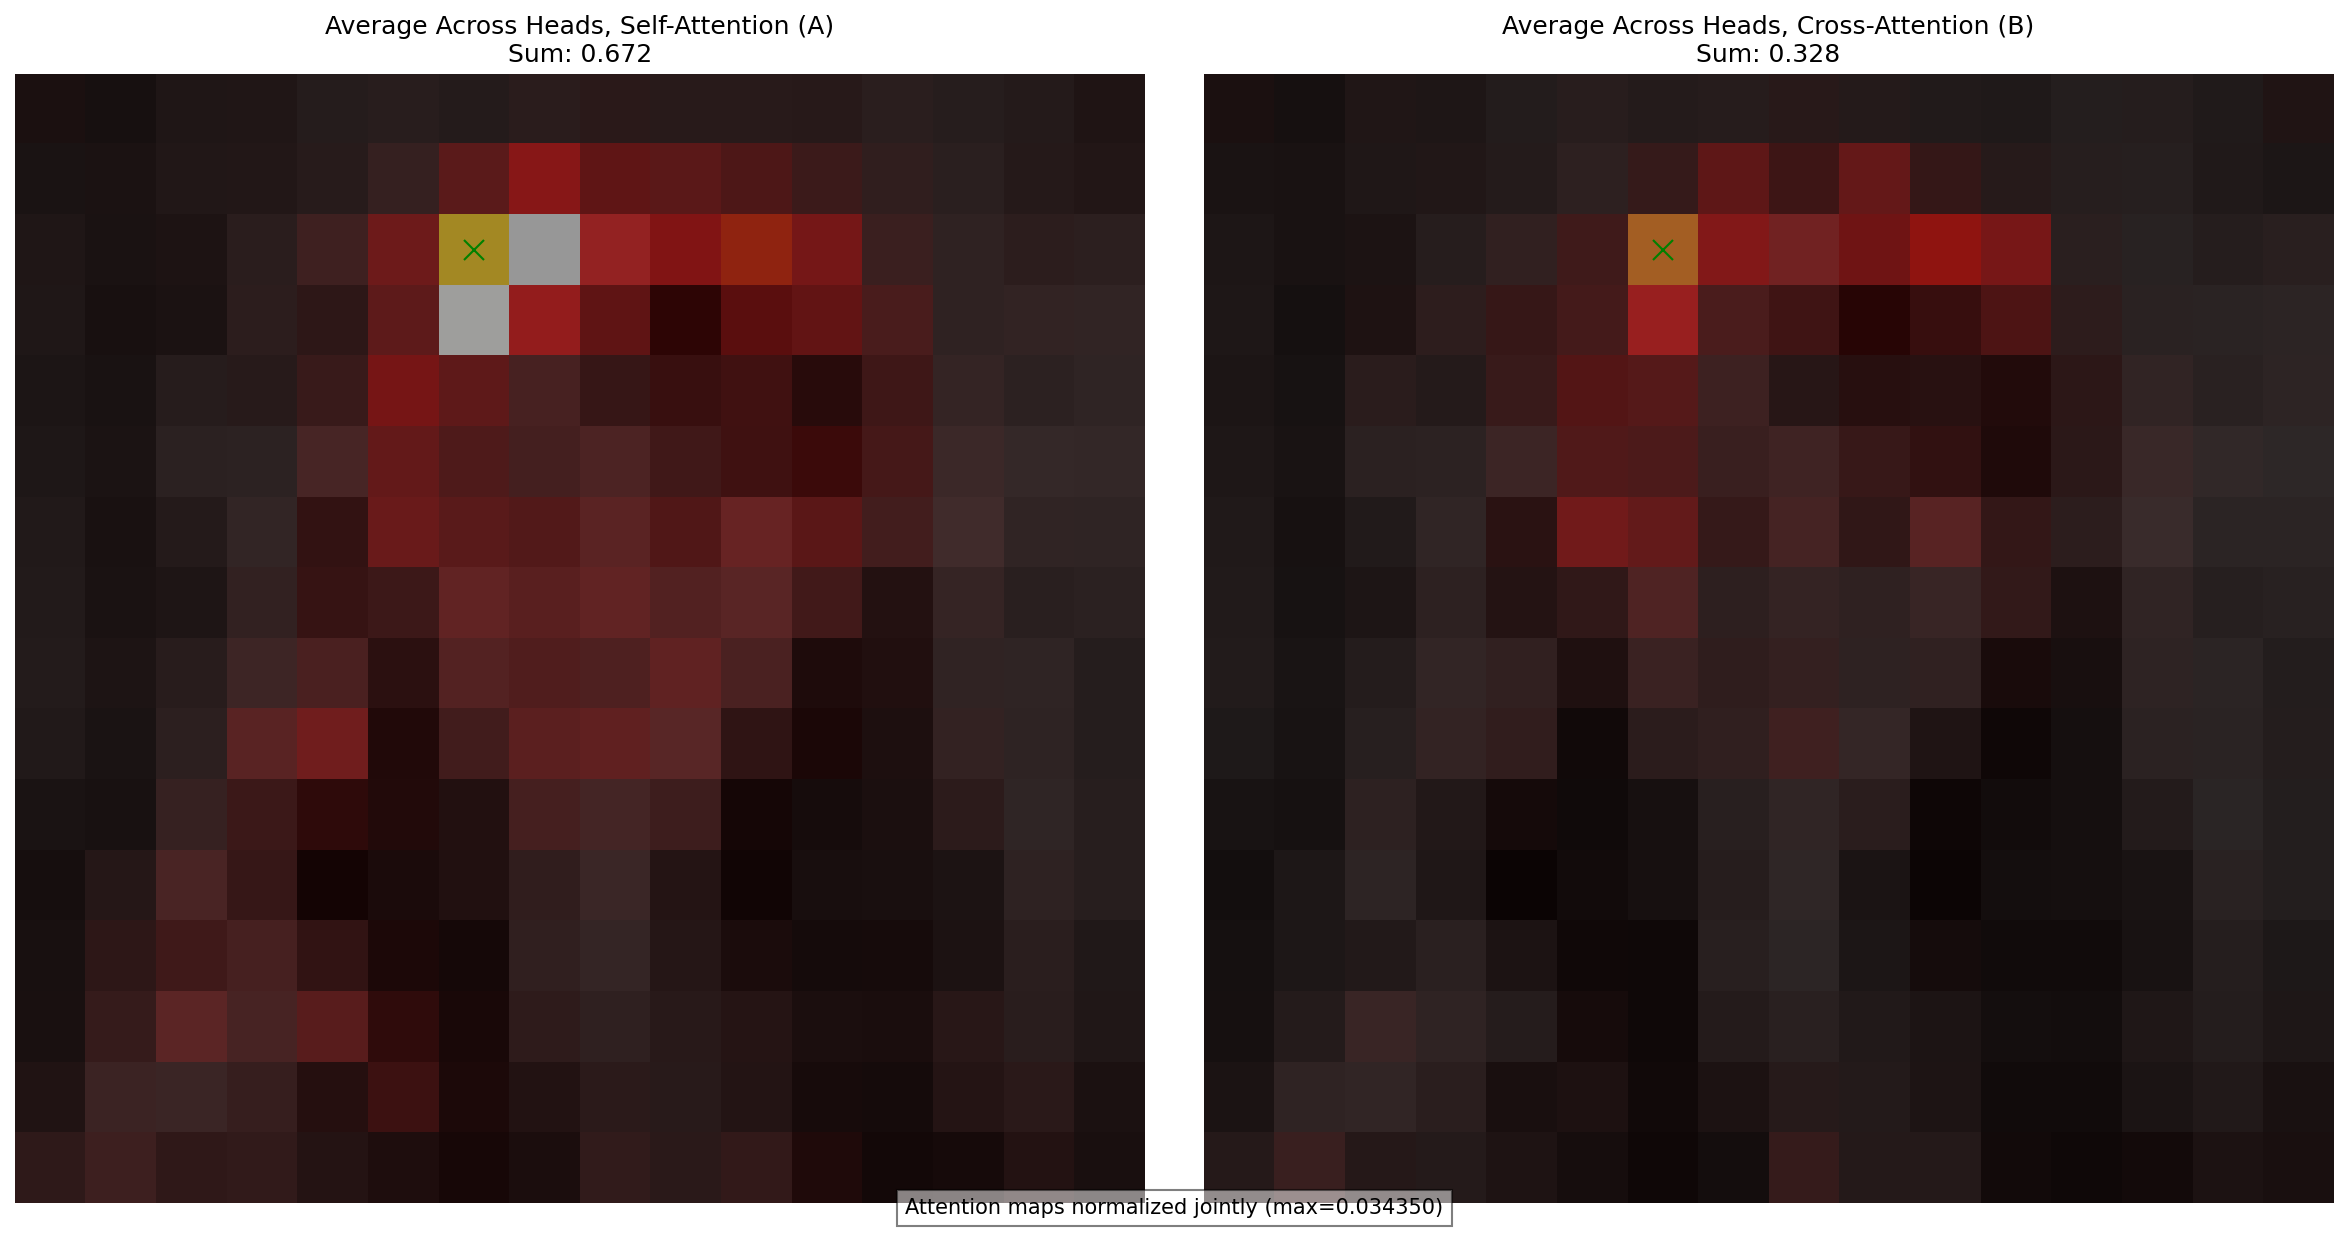 Average Across Heads, Self-Attention (A)
Sum: 0.672
Average Across Heads, Cross-Attention (B)
Sum: 0.328
Attention maps normalized jointly (max=0.034350)